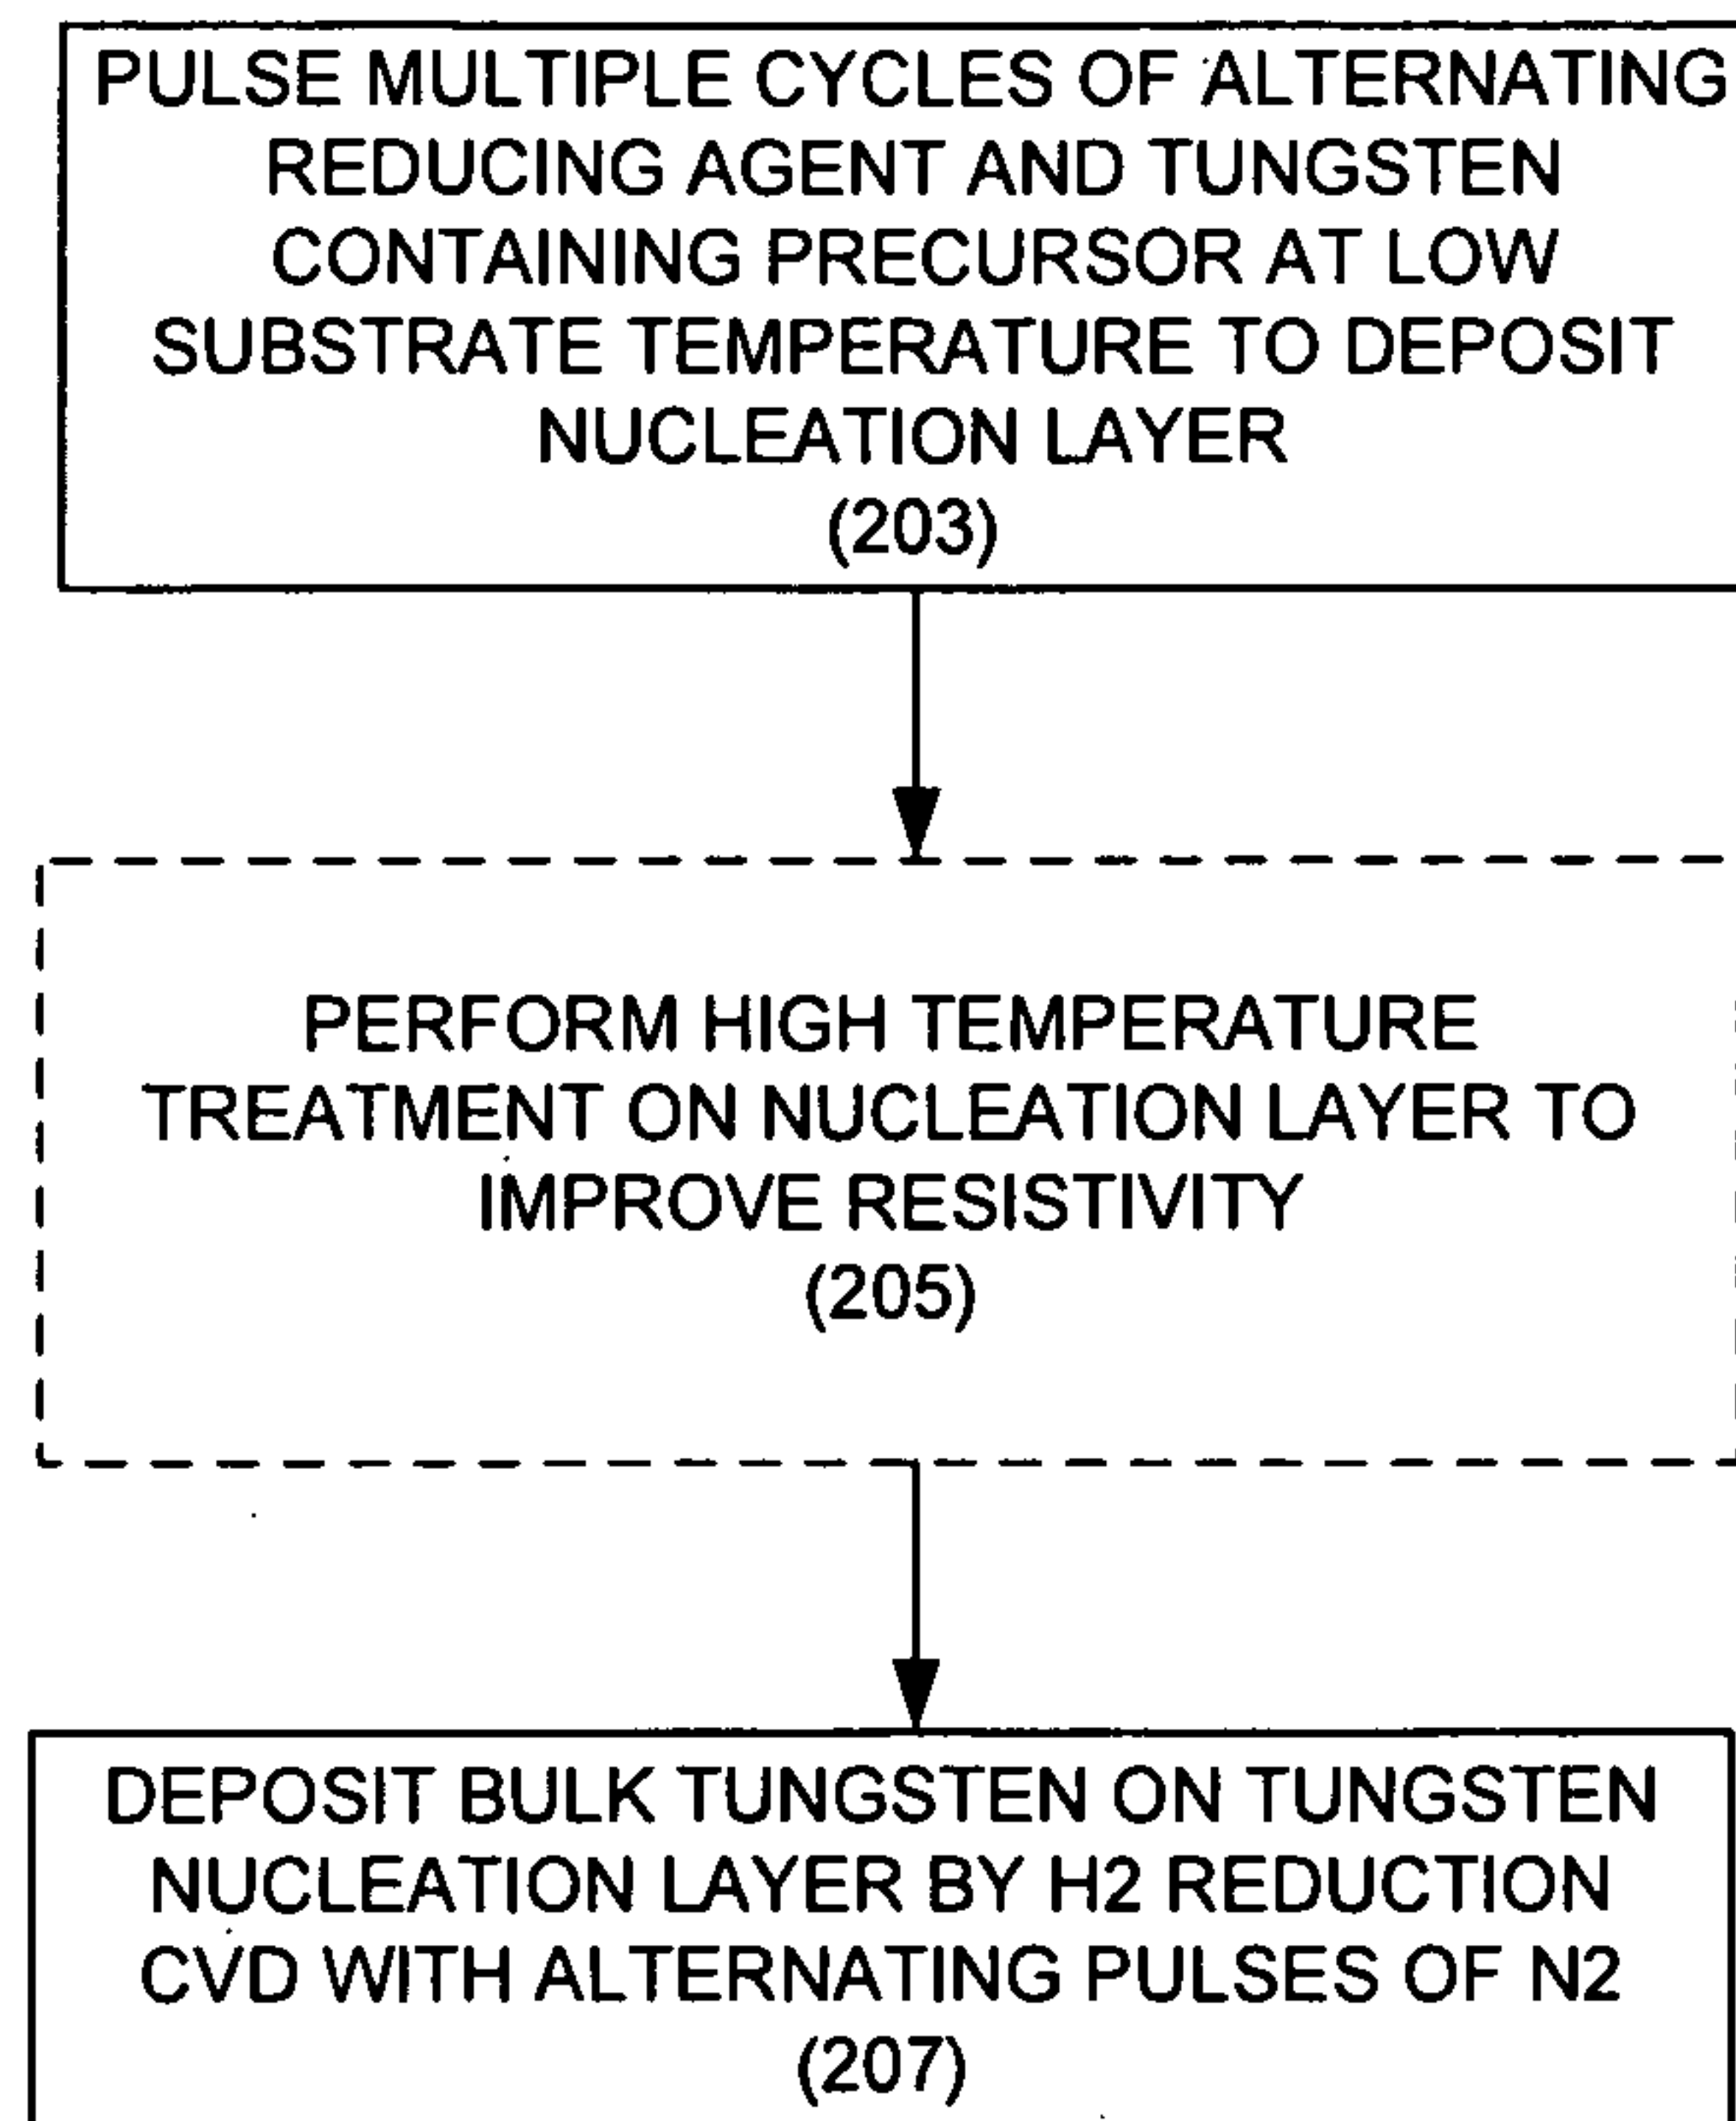 PULSE MULTIPLE CYCLES OF ALTERNATING
REDUCING AGENT AND TUNGSTEN
CONTAINING PRECURSOR AT LOW
SUBSTRATE TEMPERATURE TO DEPOSIT
NUCLEATION LAYER
(203)
PERFORM HIGH TEMPERATURE
TREATMENT ON NUCLEATION LAYER TO
IMPROVE RESISTIVITY
(205)
DEPOSIT BULK TUNGSTEN ON TUNGSTEN
NUCLEATION LAYER BY H2 REDUCTION
CVD WITH ALTERNATING PULSES OF N2
(207)